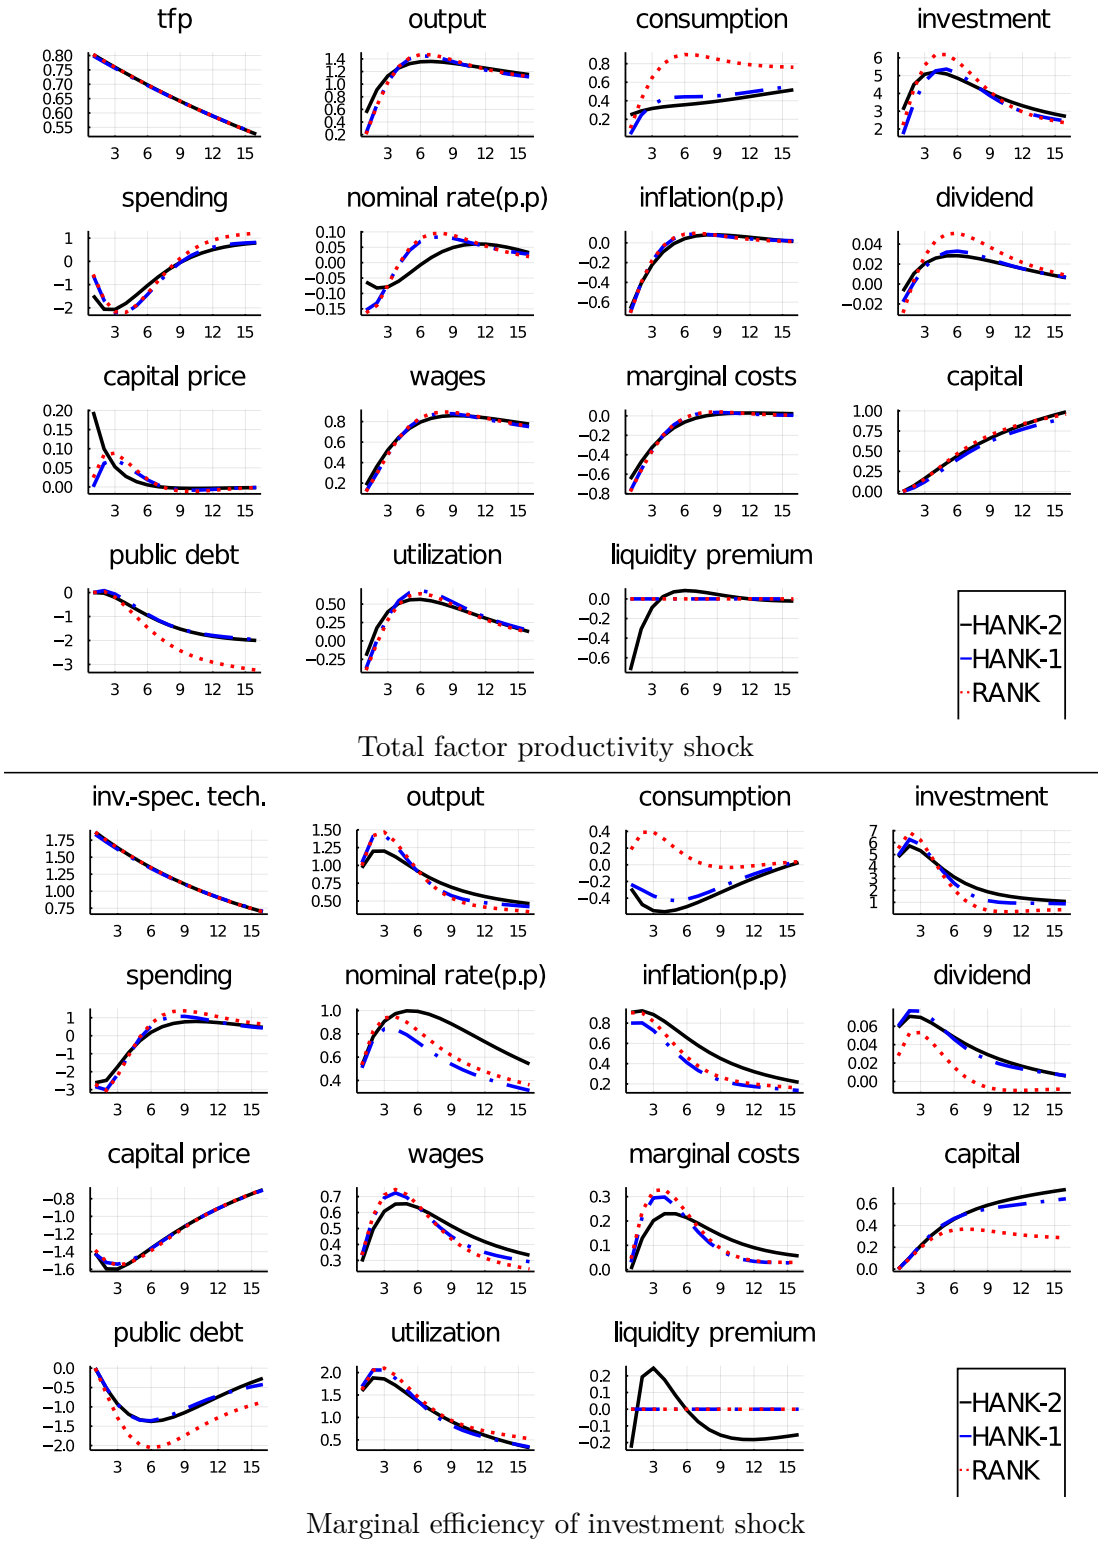 tfp output consumption investment
0.80 0.75 0.70 0.65 0.60 0.55 3 6 9 12 15
1.4 1.2 1.0 0.8 0.6 0.4 0.2 3 6 9 12 15
0.8 0.6 0.4 0.2 3 6 9 12 15
6 5 4 3 2 3 6 9 12 15
spending nominal rate(p.p) inflation(p.p) dividend
1 0 −1 −2 3 6 9 12 15
0.10 0.05 0.00 −0.05 −0.10 −0.15 3 6 9 12 15
0.0 −0.2 −0.4 −0.6 3 6 9 12 15
0.04 0.02 0.00 −0.02 3 6 9 12 15
capital price wages marginal costs capital
0.20 0.15 0.10 0.05 0.00 3 6 9 12 15
0.8 0.6 0.4 0.2 3 6 9 12 15
0.0 −0.2 −0.4 −0.6 −0.8 3 6 9 12 15
1.00 0.75 0.50 0.25 0.00 3 6 9 12 15
public debt utilization liquidity premium
0 −1 −2 −3 3 6 9 12 15
0.50 0.25 0.00 −0.25 3 6 9 12 15
0.0 −0.2 −0.4 −0.6 3 6 9 12 15
HANK-2
HANK-1
RANK
Total factor productivity shock
inv.-spec. tech. output consumption investment
1.75 1.50 1.25 1.00 0.75 3 6 9 12 15
1.50 1.25 1.00 0.75 0.50 3 6 9 12 15
0.4 0.2 0.0 −0.2 −0.4 3 6 9 12 15
7 6 5 4 3 2 1 3 6 9 12 15
spending nominal rate(p.p) inflation(p.p) dividend
1 0 −1 −2 −3 3 6 9 12 15
1.0 0.8 0.6 0.4 3 6 9 12 15
0.8 0.6 0.4 0.2 3 6 9 12 15
0.06 0.04 0.02 0.00 3 6 9 12 15
capital price wages marginal costs capital
−0.8 −1.0 −1.2 −1.4 −1.6 3 6 9 12 15
0.7 0.6 0.5 0.4 0.3 3 6 9 12 15
0.3 0.2 0.1 0.0 3 6 9 12 15
0.6 0.4 0.2 0.0 3 6 9 12 15
public debt utilization liquidity premium
0.0 −0.5 −1.0 −1.5 −2.0 3 6 9 12 15
2.0 1.5 1.0 0.5 3 6 9 12 15
0.2 0.1 0.0 −0.1 −0.2 3 6 9 12 15
HANK-2
HANK-1
RANK
Marginal efficiency of investment shock